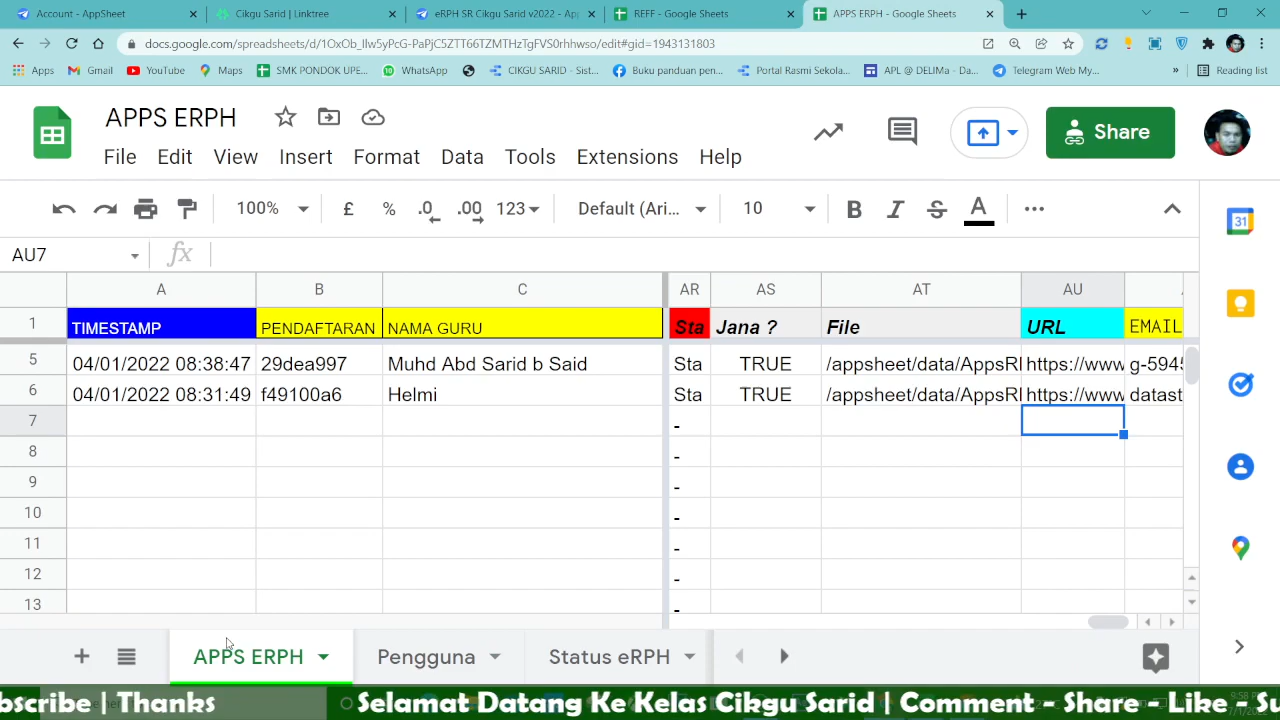 Account - AppSheet
Cikgu Sarid | Linktree
eRPH SR Cikgu Sarid v2022 - Ap
REFF - Google Sheets
APPS ERPH - Google Sheets
docs.google.com/spreadsheets/d/1OxOb_Ilw5yPcG-PaPjC5ZTT66TZMTHzTgFVS0rhhwso/edit#gid=1943131803
Apps
Gmail
YouTube
Maps
SMK PONDOK UPE...
WhatsApp
CIKGU SARID - Sist...
Buku panduan pen...
Portal Rasmi Sekola...
APL @ DELIMa - Da...
Telegram Web My...
»
Reading list
APPS ERPH
File Edit View Insert Format Data Tools Extensions Help
Share
100% £ % .0 .00 123 Default (Ari... 10 B I S A
AU7 fx
A B C AR AS AT AU
1 TIMESTAMP PENDAFTARAN NAMA GURU Sta Jana ? File URL EMAIL
5 04/01/2022 08:38:47 29dea997 Muhd Abd Sarid b Said Sta TRUE /appsheet/data/AppsR https://www g-5945
6 04/01/2022 08:31:49 f49100a6 Helmi Sta TRUE /appsheet/data/AppsR https://www datast
7 -
8 -
9 -
10 -
11 -
12 -
13 -
APPS ERPH Pengguna Status eRPH
bscribe | Thanks Selamat Datang Ke Kelas Cikgu Sarid | Comment - Share - Like - Su
9:58 PM